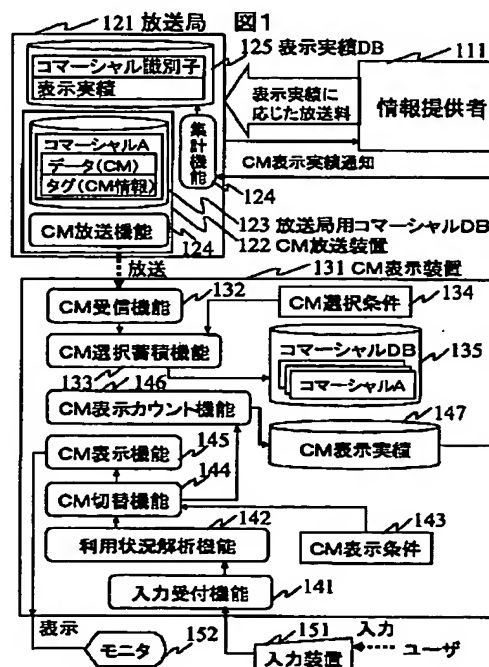 図1
121 放送局
125 表示実績DB
111
コマーシャル識別子
表示実績
情報提供者
表示実績に
応じた放送料
集計機能
CM表示実績通知
コマーシャルA
データ(CM)
タグ(CM情報)
124
123 放送局用コマーシャルDB
122 CM放送装置
CM放送機能
124
放送
131 CM表示装置
CM受信機能
132
CM選択条件
134
CM選択蓄積機能
133
コマーシャルDB
コマーシャルA
135
146
CM表示カウント機能
147
CM表示実績
145
CM表示機能
144
CM切替機能
142
利用状況解析機能
143
CM表示条件
入力受付機能
141
表示
モニタ
152
151
入力装置
入力
ユーザ